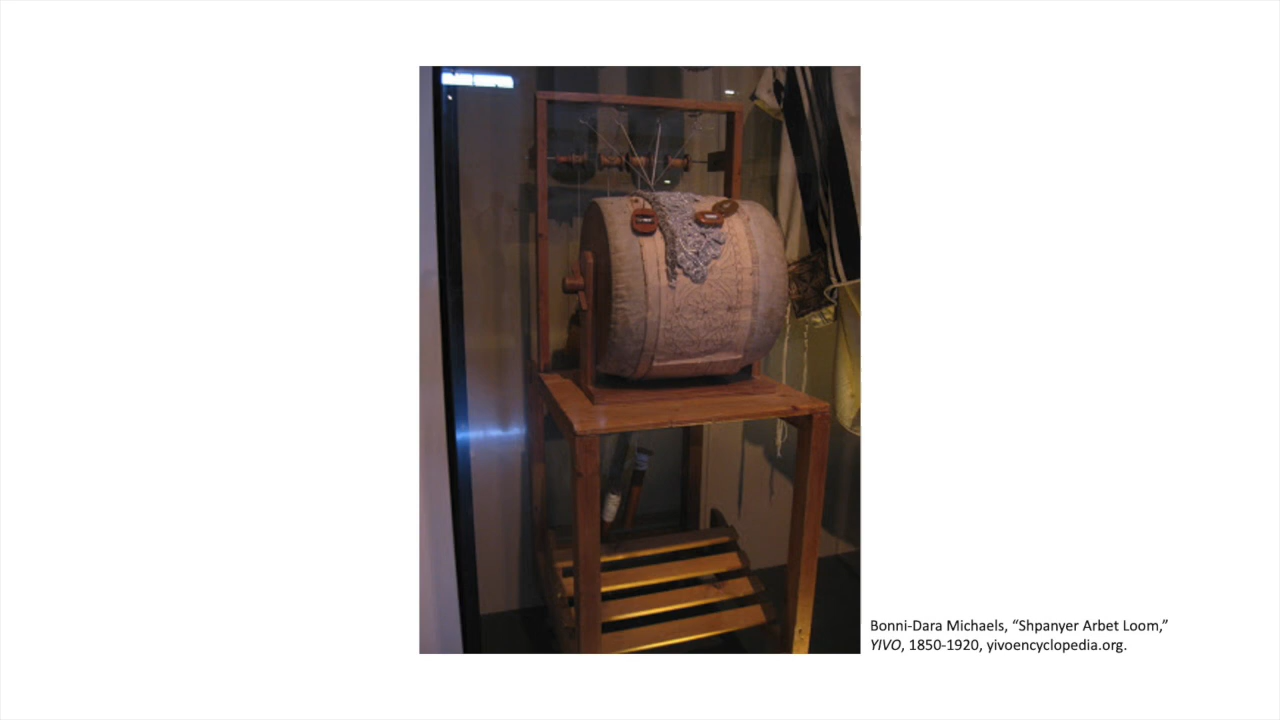 Bonni-Dara Michaels, “Shpanyer Arbet Loom,”
YIVO, 1850-1920, yivoencyclopedia.org.